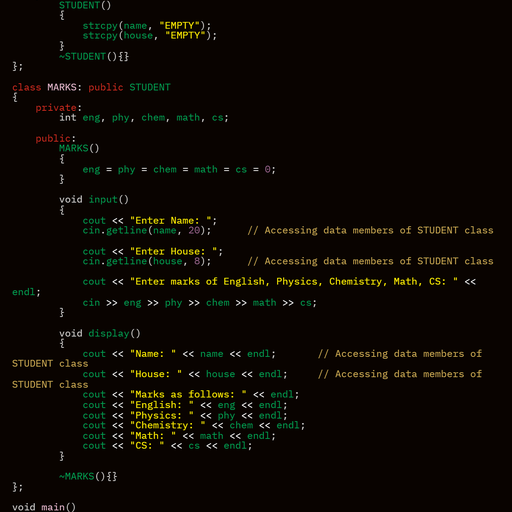 STUDENT()
{
strcpy(name, "EMPTY");
strcpy(house, "EMPTY");
}
~STUDENT(){}
};
class MARKS: public STUDENT
{
private:
int eng, phy, chem, math, cs;
public:
MARKS()
{
eng = phy = chem = math = cs = 0;
}
void input()
{
cout << "Enter Name: ";
cin.getline(name, 20);      // Accessing data members of STUDENT class
cout << "Enter House: ";
cin.getline(house, 8);      // Accessing data members of STUDENT class
cout << "Enter marks of English, Physics, Chemistry, Math, CS: " <<
endl;
cin >> eng >> phy >> chem >> math >> cs;
}
void display()
{
cout << "Name: " << name << endl;       // Accessing data members of
STUDENT class
cout << "House: " << house << endl;     // Accessing data members of
STUDENT class
cout << "Marks as follows: " << endl;
cout << "English: " << eng << endl;
cout << "Physics: " << phy << endl;
cout << "Chemistry: " << chem << endl;
cout << "Math: " << math << endl;
cout << "CS: " << cs << endl;
}
~MARKS(){}
};
void main()